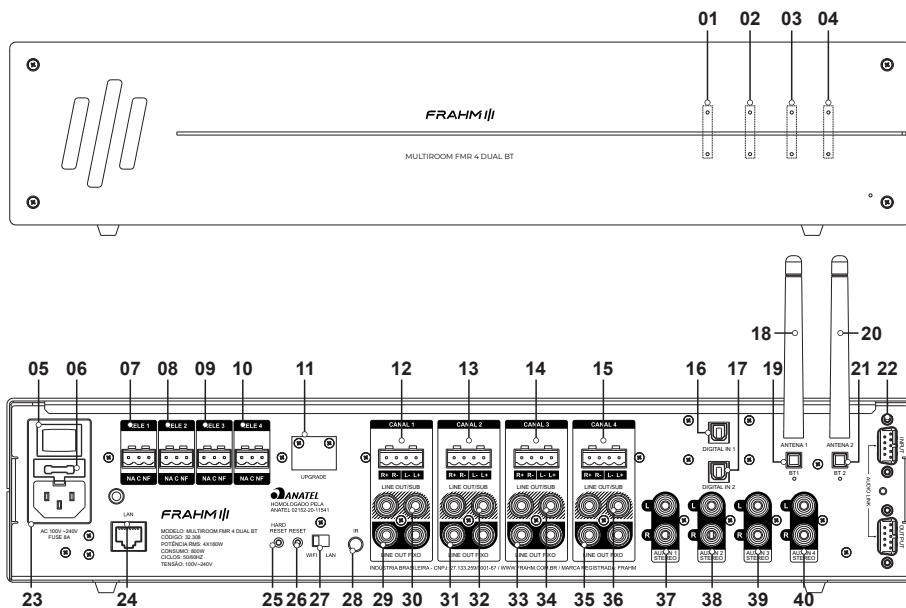 01 02 03 04
FRAHM
MULTIROOM FMR 4 DUAL BT
18 20
05 06 07 08 09 10 11 12 13 14 15 16 17 19 21 22
RELE 1 RELE 2 RELE 3 RELE 4
NA C NF NA C NF NA C NF NA C NF
UPGRADE
CANAL 1 CANAL 2 CANAL 3 CANAL 4
R+ R- L- L+ R+ R- L- L+ R+ R- L- L+ R+ R- L- L+
LINE OUT/SUB LINE OUT/SUB LINE OUT/SUB LINE OUT/SUB
LINE OUT FIXO LINE OUT FIXO LINE OUT FIXO LINE OUT FIXO
DIGITAL IN 1
DIGITAL IN 2
ANTENA 1 ANTENA 2
BT1 BT 2
INPUT
AUDIO LINK
OUTPUT
AC 100V ~240V
FUSE 6A
LAN
FRAHM
MODELO: MULTIROOM FMR 4 DUAL BT
CÓDIGO: 32.308
POTÊNCIA RMS: 4X160W
CONSUMO: 600W
CICLOS: 50/60HZ
TENSÃO: 100V~240V
ANATEL
HOMOLOGADO PELA
ANATEL 02152-20-11541
HARD
RESET RESET
WIFI LAN
IR
L L L L
R R R R
AUX IN 1 STEREO
AUX IN 2 STEREO
AUX IN 3 STEREO
AUX IN 4 STEREO
INDÚSTRIA BRASILEIRA - CNPJ 27.133.259/0001-67 / WWW.FRAHM.COM.BR / MARCA REGISTRADA: FRAHM
23 24 25 26 27 28 29 30 31 32 33 34 35 36 37 38 39 40